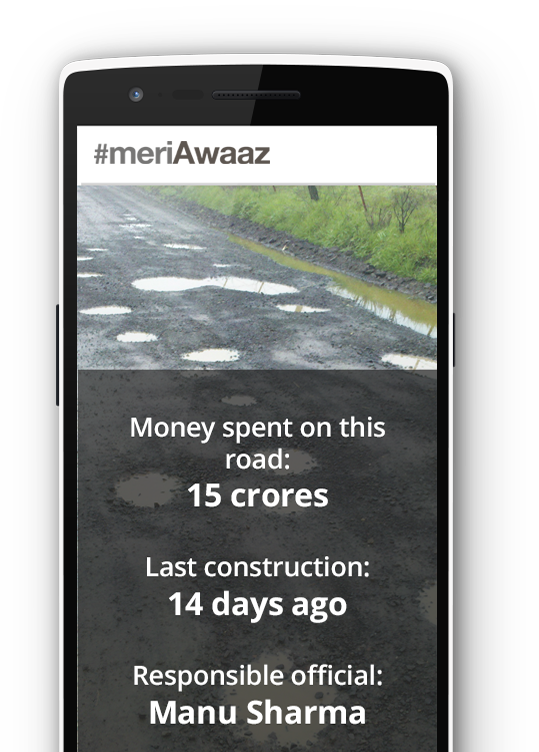 #meriAwaaz
Money spent on this
road:
15 crores
Last construction:
14 days ago
Responsible official:
Manu Sharma